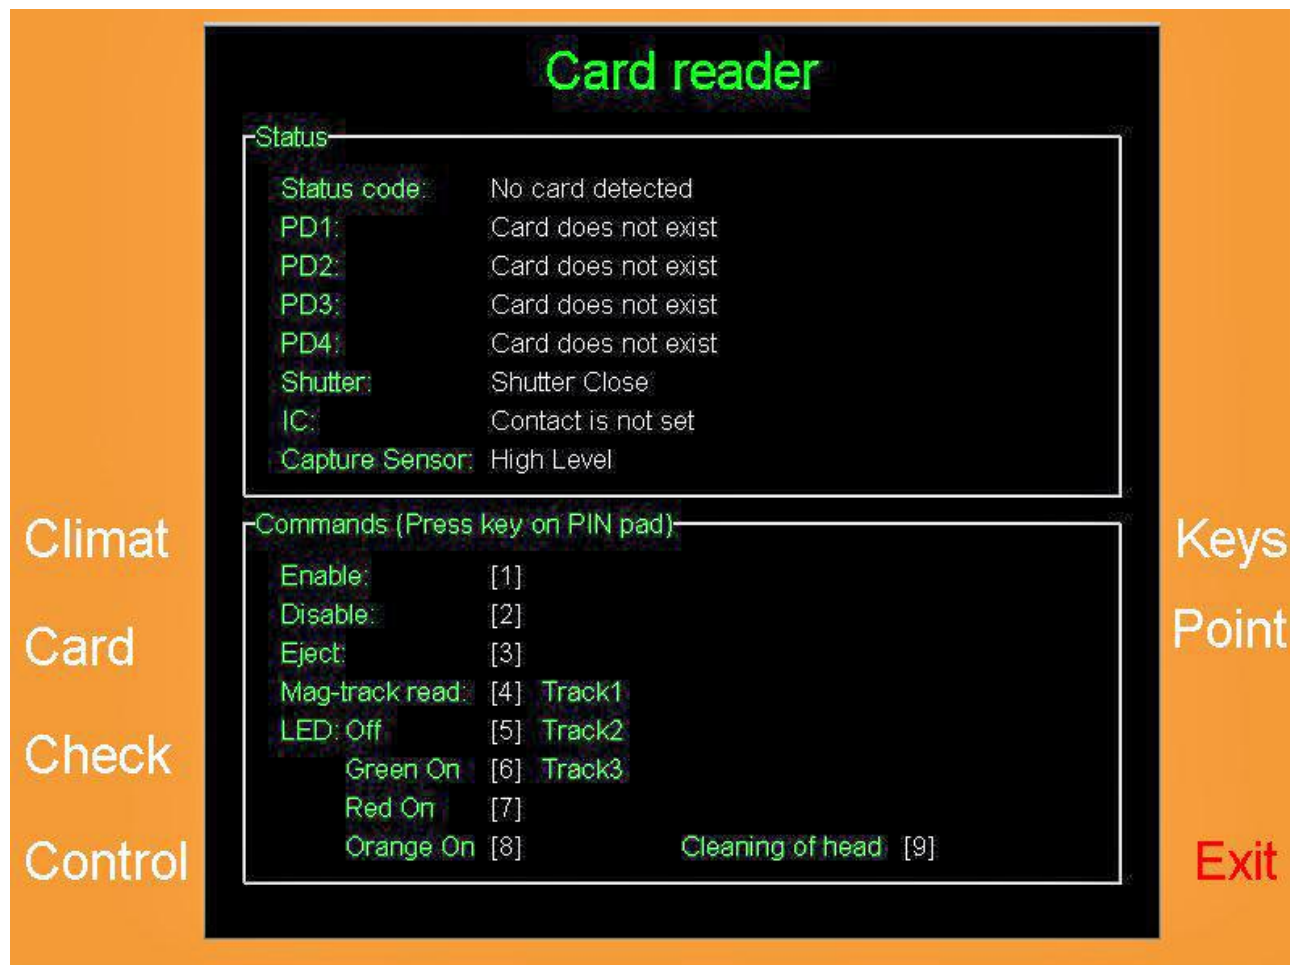 Card reader
Status
Status code: No card detected
PD1: Card does not exist
PD2: Card does not exist
PD3: Card does not exist
PD4: Card does not exist
Shutter: Shutter Close
IC: Contact is not set
Capture Sensor: High Level
Commands (Press key on PIN pad)
Enable: [1]
Disable: [2]
Eject: [3]
Mag-track read: [4] Track1
LED: Off [5] Track2
Green On [6] Track3
Red On [7]
Orange On [8] Cleaning of head [9]
Climat
Card
Check
Control
Keys
Point
Exit